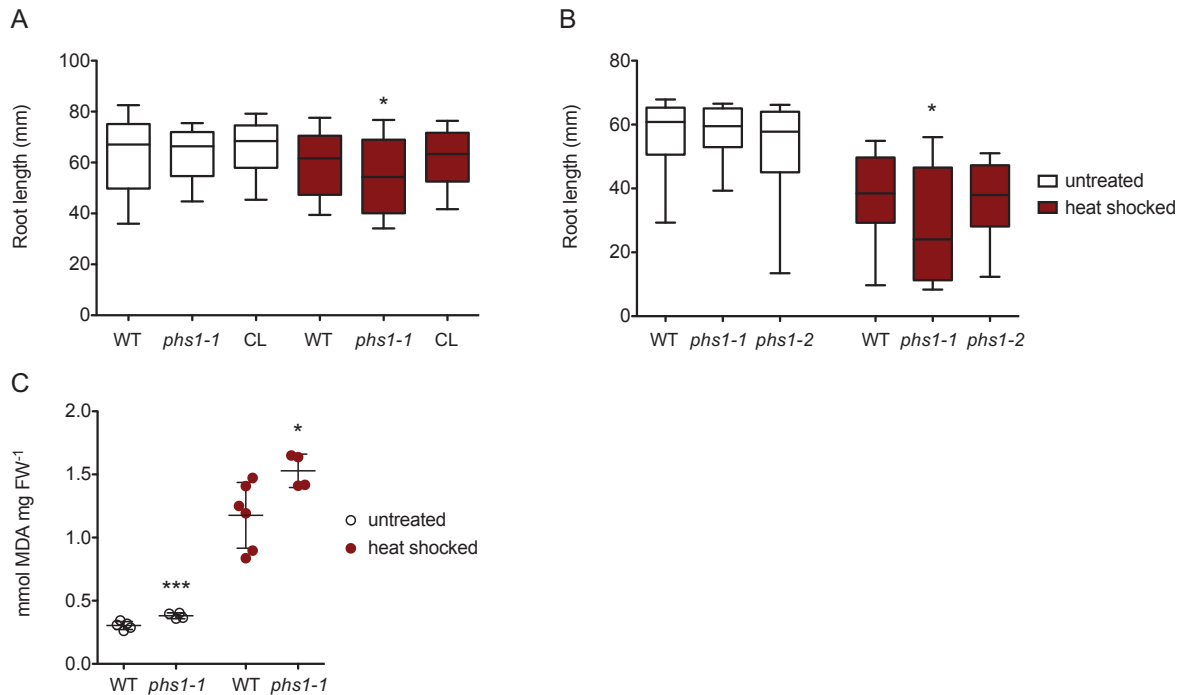 A
Root length (mm)
100
80
60
40
20
0
*
WT phs1-1 CL WT phs1-1 CL
B
Root length (mm)
80
60
40
20
0
*
WT phs1-1 phs1-2 WT phs1-1 phs1-2
untreated
heat shocked
C
mmol MDA mg FW-1
2.0
1.5
1.0
0.5
0.0
***
*
WT phs1-1 WT phs1-1
untreated
heat shocked